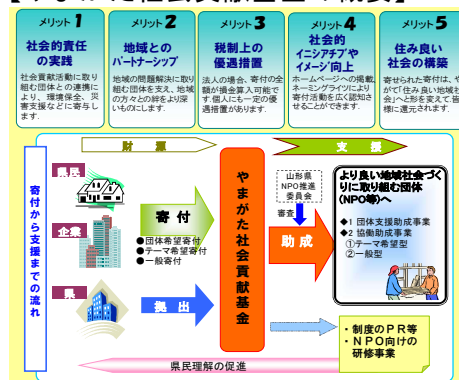 メリット1
社会的責任
の実践
社会貢献活動に取り
組む団体との連携に
より、環境保全、災
害支援などに寄与し
ます.
メリット2
地域との
パートナーシップ
地域の問題解決に取り
組む団体を支え、地域
の方々との絆をより深
いものにします.
メリット3
税制上の
優遇措置
法人の場合、寄付の全
額が損金算入可能で
す.個人にも一定の優
遇措置があります.
メリット4
社会的
イニシアチブや
イメージ向上
ホームページへの掲載、
ネーミングライツにより
寄付活動を広く認知さ
せることができます.
メリット5
住み良い
社会の構築
寄せられた寄付は、や
がて「住み良い地域社
会」へと形を変えて皆
様に還元されます.
財 源
支 援
寄付から支援までの流れ
県民
企業
県
寄 付
●団体希望寄付
●テーマ希望寄付
●一般寄付
拠 出
やまがた社会貢献基金
山形県
NPO推進
委員会
審査
助成
より良い地域社会づく
りに取り組む団体
(NPO等)へ
◆1 団体支援助成事業
◆2 協働助成事業
①テーマ希望型
②一般型
・制度のPR等
・NPO向けの
研修事業
県民理解の促進